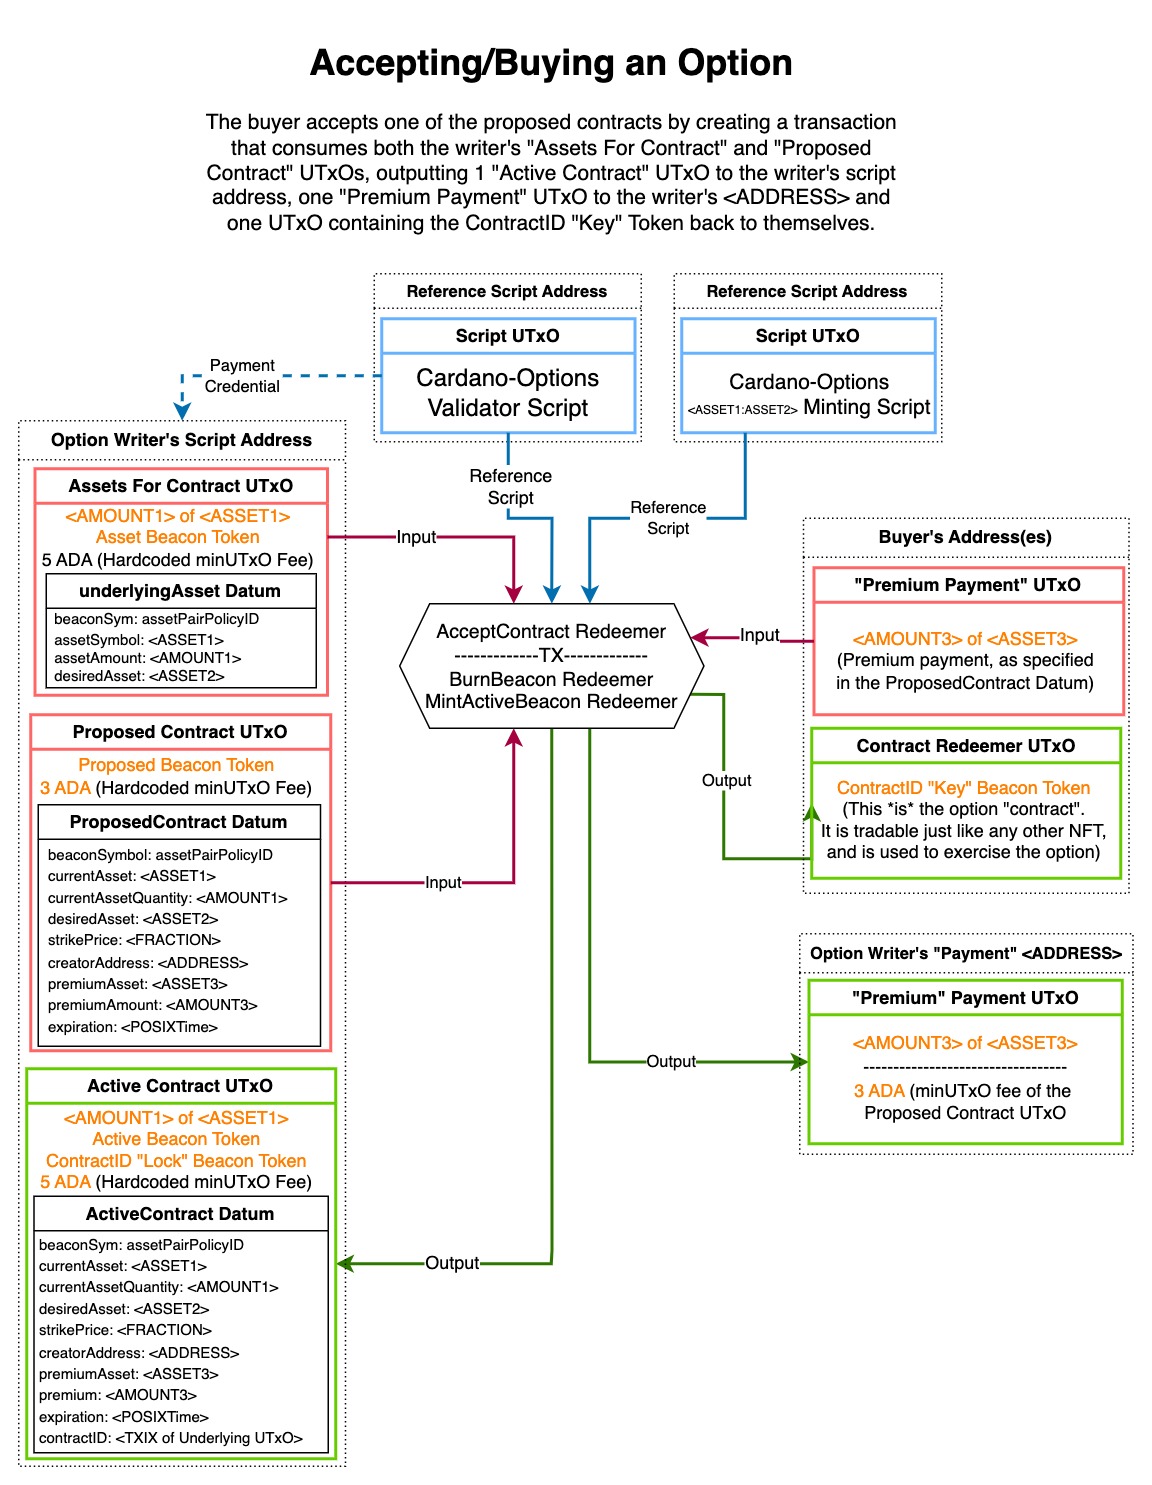 Accepting/Buying an Option
The buyer accepts one of the proposed contracts by creating a transaction
that consumes both the writer's "Assets For Contract" and "Proposed
Contract" UTxOs, outputting 1 "Active Contract" UTxO to the writer's script
address, one "Premium Payment" UTxO to the writer's <ADDRESS> and
one UTxO containing the ContractID "Key" Token back to themselves.
Reference Script Address
Script UTxO
Cardano-Options
Validator Script
Reference Script Address
Script UTxO
Cardano-Options
<ASSET1:ASSET2> Minting Script
Payment
Credential
Reference
Script
Reference
Script
Option Writer's Script Address
Assets For Contract UTxO
<AMOUNT1> of <ASSET1>
Asset Beacon Token
5 ADA (Hardcoded minUTxO Fee)
underlyingAsset Datum
beaconSym: assetPairPolicyID
assetSymbol: <ASSET1>
assetAmount: <AMOUNT1>
desiredAsset: <ASSET2>
Input
AcceptContract Redeemer
-------------TX-------------
BurnBeacon Redeemer
MintActiveBeacon Redeemer
Input
Buyer's Address(es)
"Premium Payment" UTxO
<AMOUNT3> of <ASSET3>
(Premium payment, as specified
in the ProposedContract Datum)
Contract Redeemer UTxO
ContractID "Key" Beacon Token
(This *is* the option "contract".
It is tradable just like any other NFT,
and is used to exercise the option)
Output
Proposed Contract UTxO
Proposed Beacon Token
3 ADA (Hardcoded minUTxO Fee)
ProposedContract Datum
beaconSymbol: assetPairPolicyID
currentAsset: <ASSET1>
currentAssetQuantity: <AMOUNT1>
desiredAsset: <ASSET2>
strikePrice: <FRACTION>
creatorAddress: <ADDRESS>
premiumAsset: <ASSET3>
premiumAmount: <AMOUNT3>
expiration: <POSIXTime>
Input
Option Writer's "Payment" <ADDRESS>
"Premium" Payment UTxO
<AMOUNT3> of <ASSET3>
----------------------------------
3 ADA (minUTxO fee of the
Proposed Contract UTxO
Output
Active Contract UTxO
<AMOUNT1> of <ASSET1>
Active Beacon Token
ContractID "Lock" Beacon Token
5 ADA (Hardcoded minUTxO Fee)
ActiveContract Datum
beaconSym: assetPairPolicyID
currentAsset: <ASSET1>
currentAssetQuantity: <AMOUNT1>
desiredAsset: <ASSET2>
strikePrice: <FRACTION>
creatorAddress: <ADDRESS>
premiumAsset: <ASSET3>
premium: <AMOUNT3>
expiration: <POSIXTime>
contractID: <TXIX of Underlying UTxO>
Output